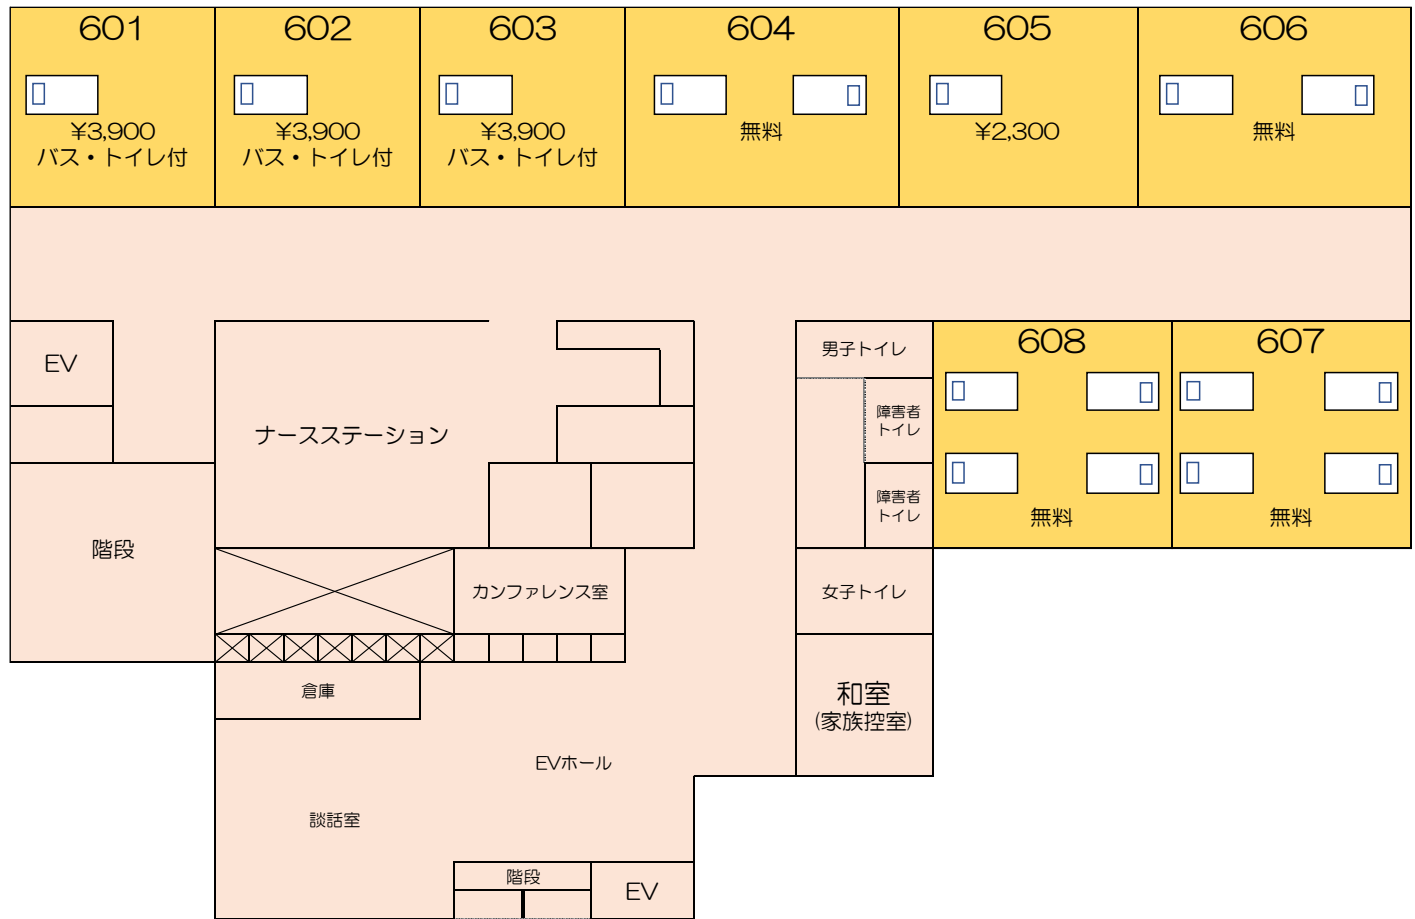 601
602
603
604
605
606
¥3,900
バス・トイレ付
¥3,900
バス・トイレ付
¥3,900
バス・トイレ付
無料
¥2,300
無料
EV
ナースステーション
男子トイレ
608
607
障害者
トイレ
障害者
トイレ
無料
無料
階段
カンファレンス室
女子トイレ
倉庫
和室
(家族控室)
EVホール
談話室
階段
EV